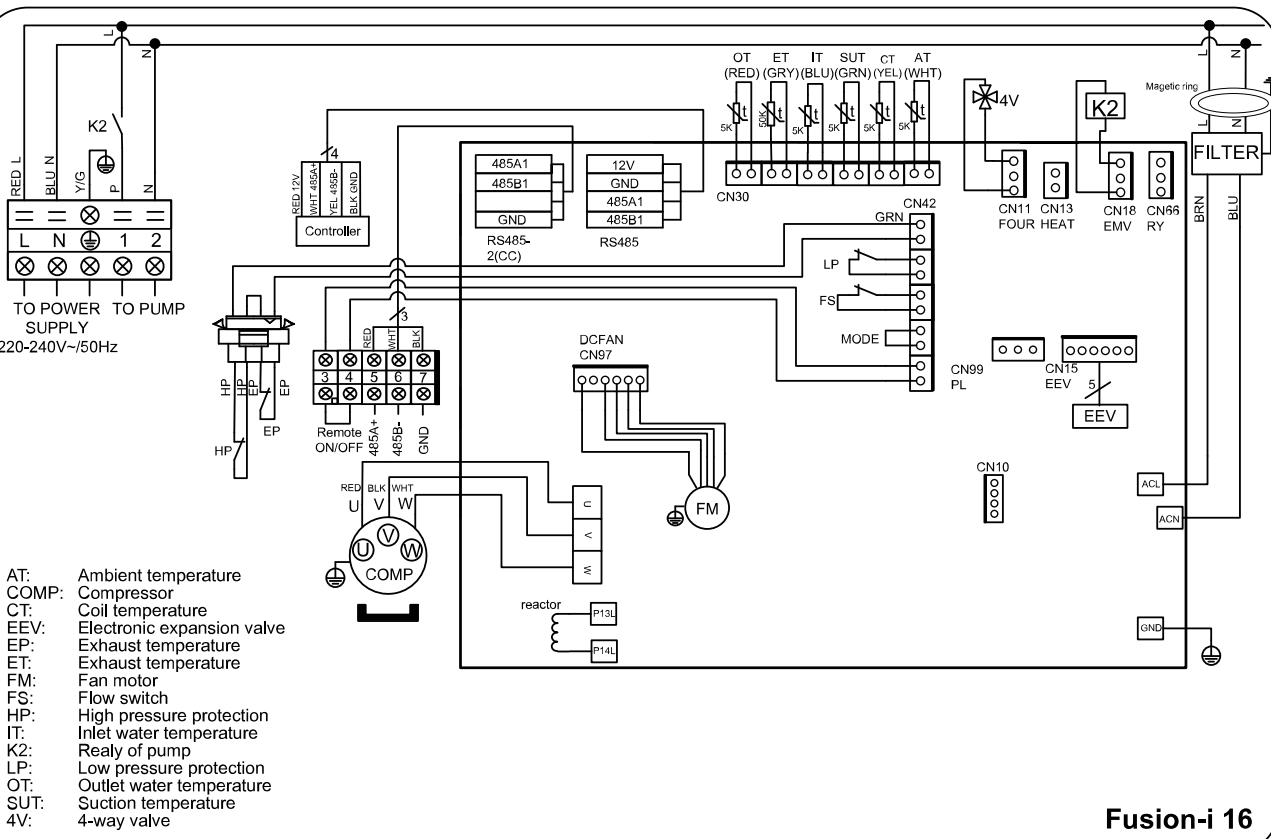 L
N
L
N
K2
RED L
BLU N
Y/G
P
N
L N 1 2
TO POWER SUPPLY
220-240V~/50Hz
TO PUMP
4
RED 12V
WHT 485A+
YEL 485B-
BLK GND
Controller
485A1
485B1
GND
RS485-
2(CC)
12V
GND
485A1
485B1
RS485
OT ET IT SUT CT AT
(RED) (GRY) (BLU) (GRN) (YEL) (WHT)
t t t t t t
5K 50K 5K 5K 5K 5K
CN30
4V
K2
CN11
FOUR
CN13
HEAT
CN18
EMV
CN66
RY
Magetic ring
L
N
FILTER
BRN
BLU
CN42
GRN
LP
FS
MODE
CN99
PL
CN15
EEV
5
EEV
HP
HP
EP
EP
HP
EP
3
RED
WHT
BLK
3 4 5 6 7
Remote
ON/OFF
485A+
485B-
GND
DCFAN
CN97
FM
CN10
ACL
ACN
GND
RED BLK WHT
U V W
U V W
COMP
U
V
W
reactor
P13L
P14L
AT: Ambient temperature
COMP: Compressor
CT: Coil temperature
EEV: Electronic expansion valve
EP: Exhaust temperature
ET: Exhaust temperature
FM: Fan motor
FS: Flow switch
HP: High pressure protection
IT: Inlet water temperature
K2: Realy of pump
LP: Low pressure protection
OT: Outlet water temperature
SUT: Suction temperature
4V: 4-way valve
Fusion-i 16